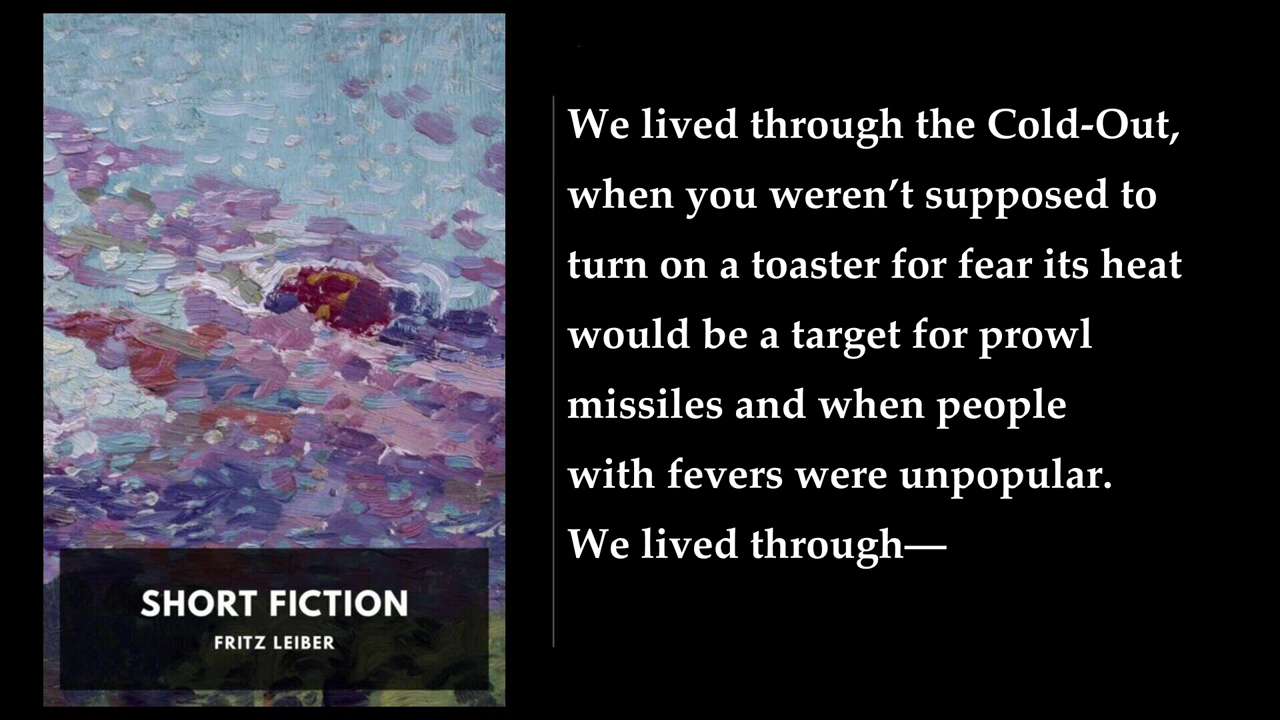 We lived through the Cold-Out,
when you weren’t supposed to
turn on a toaster for fear its heat
would be a target for prowl
missiles and when people
with fevers were unpopular.
We lived through—
SHORT FICTION
FRITZ LEIBER